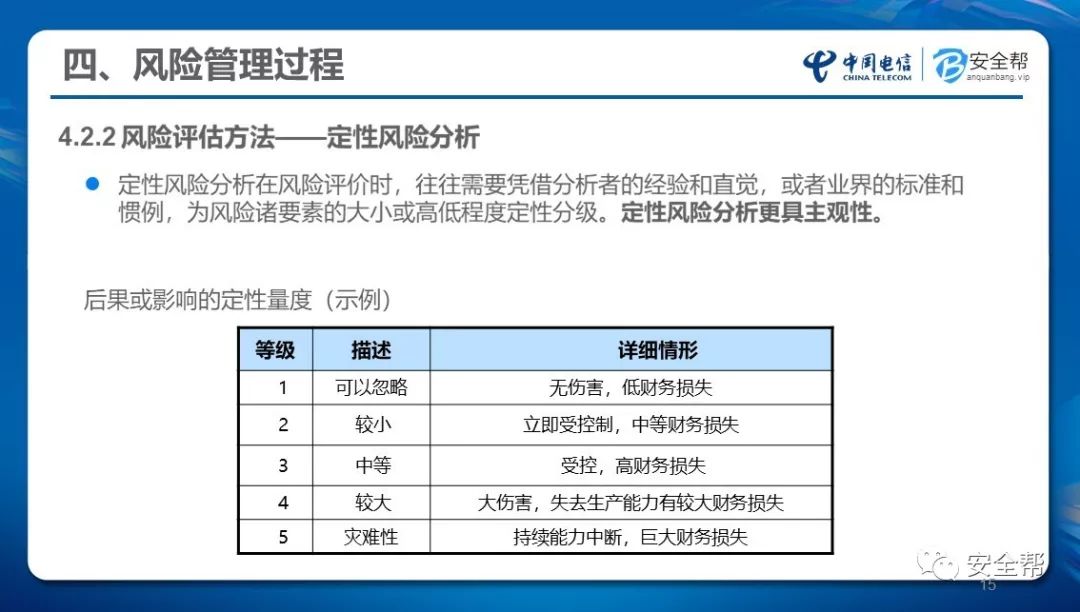 四、风险管理过程
中国电信
CHINA TELECOM
安全帮
anquanbang.vip
4.2.2 风险评估方法——定性风险分析
定性风险分析在风险评价时，往往需要凭借分析者的经验和直觉，或者业界的标准和
惯例，为风险诸要素的大小或高低程度定性分级。定性风险分析更具主观性。
后果或影响的定性量度（示例）
等级 描述 详细情形
1 可以忽略 无伤害，低财务损失
2 较小 立即受控制，中等财务损失
3 中等 受控，高财务损失
4 较大 大伤害，失去生产能力有较大财务损失
5 灾难性 持续能力中断，巨大财务损失
安全帮
15